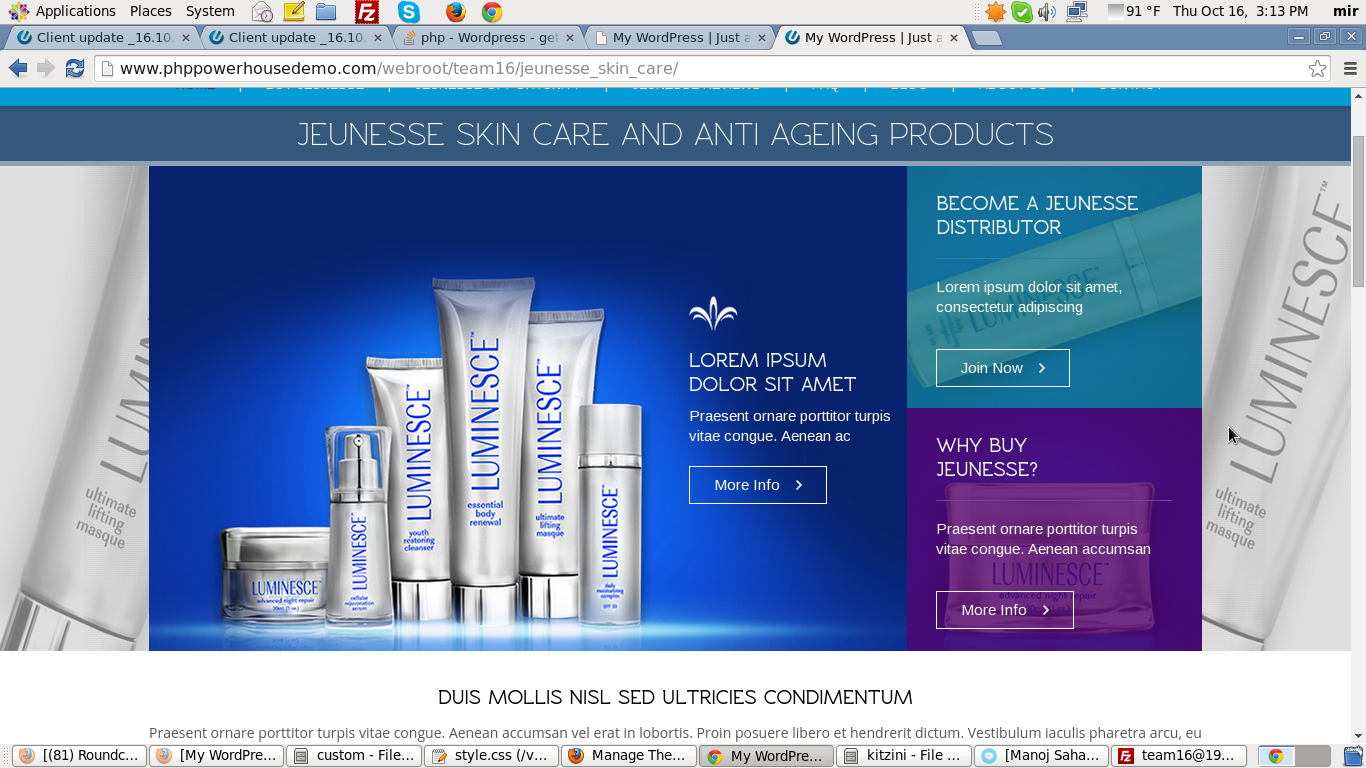 Applications Places System
91 °F Thu Oct 16, 3:13 PM mir
Client update _16.10.
Client update _16.10.
php - Wordpress - get
My WordPress | Just a
My WordPress | Just a
www.phppowerhousedemo.com/webroot/team16/jeunesse_skin_care/
JEUNESSE SKIN CARE AND ANTI AGEING PRODUCTS
LUMINESCE™
ultimate
lifting
masque
LUMINESCE
advanced night repair
LUMINESCE
cellular
rejuvenation
serum
LUMINESCE
youth
restoring
cleanser
LUMINESCE™
essential
body
renewal
LUMINESCE™
ultimate
lifting
masque
LUMINESCE
daily
moisturizing
complex
SPF 30
LOREM IPSUM
DOLOR SIT AMET
Praesent ornare porttitor turpis
vitae congue. Aenean ac
More Info
BECOME A JEUNESSE
DISTRIBUTOR
Lorem ipsum dolor sit amet,
consectetur adipiscing
LUMINESCE
Join Now
WHY BUY
JEUNESSE?
Praesent ornare porttitor turpis
vitae congue. Aenean accumsan
LUMINESCE™
advanced night repair
More Info
LUMINESCE™
ultimate
lifting
masque
DUIS MOLLIS NISL SED ULTRICIES CONDIMENTUM
Praesent ornare porttitor turpis vitae congue. Aenean accumsan vel erat in lobortis. Proin posuere libero et hendrerit dictum. Vestibulum iaculis pharetra arcu, eu
[(81) Roundc...
[My WordPre...
custom - File...
style.css (/v...
Manage The...
My WordPre...
kitzini - File ...
[Manoj Saha...
team16@19...